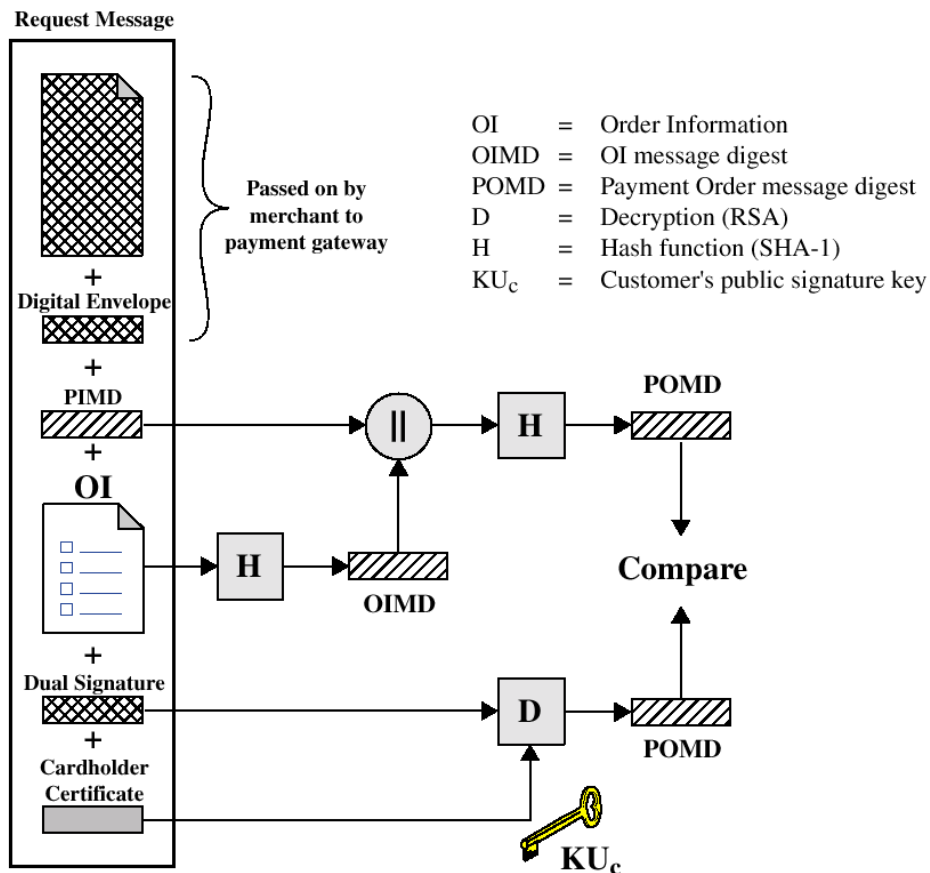 Request Message
OI = Order Information
OIMD = OI message digest
POMD = Payment Order message digest
D = Decryption (RSA)
H = Hash function (SHA-1)
KUc = Customer's public signature key
Passed on by
merchant to
payment gateway
+
Digital Envelope
+
PIMD
+
OI
||
H
POMD
H
OIMD
Compare
+
Dual Signature
+
D
POMD
Cardholder
Certificate
KUc